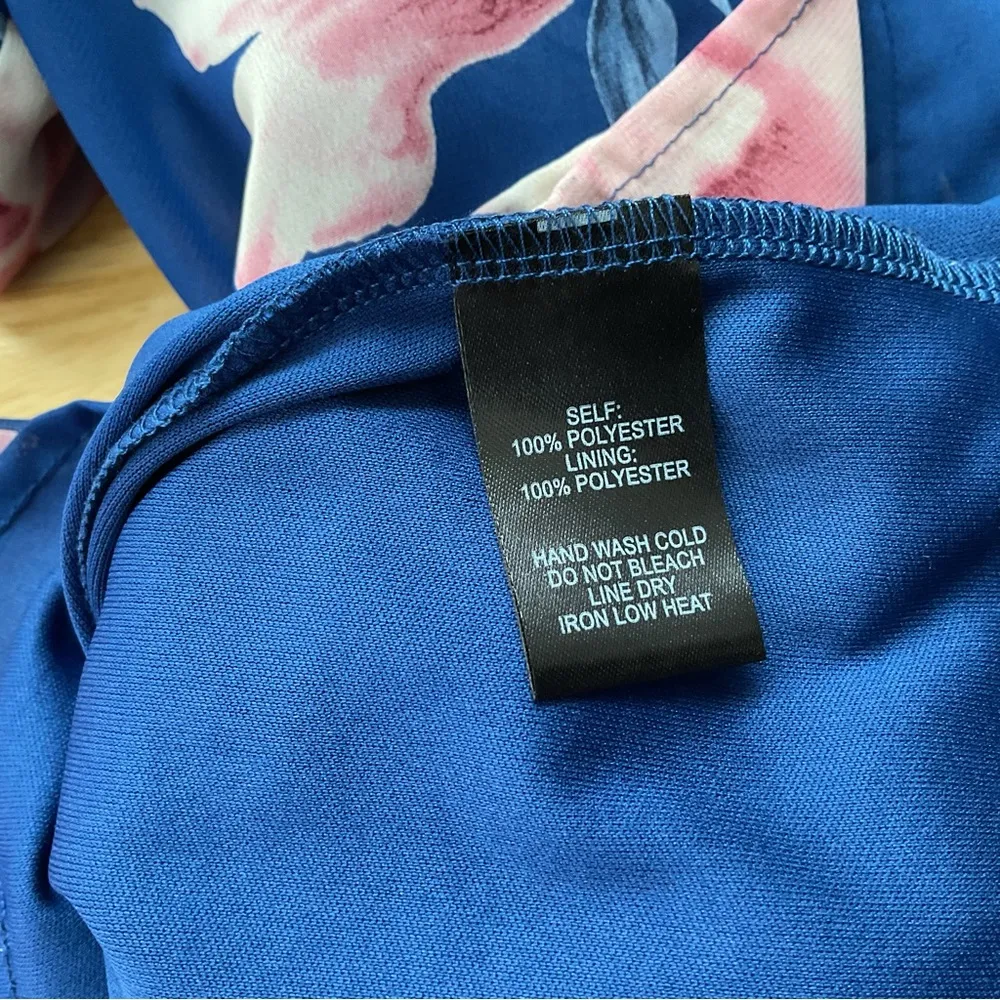 SELF:
100% POLYESTER
LINING:
100% POLYESTER
HAND WASH COLD
DO NOT BLEACH
LINE DRY
IRON LOW HEAT